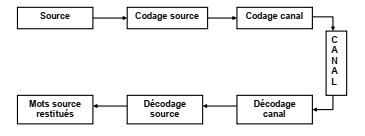 Source
Codage source
Codage canal
C
A
N
A
L
Mots source
restitués
Décodage
source
Décodage
canal